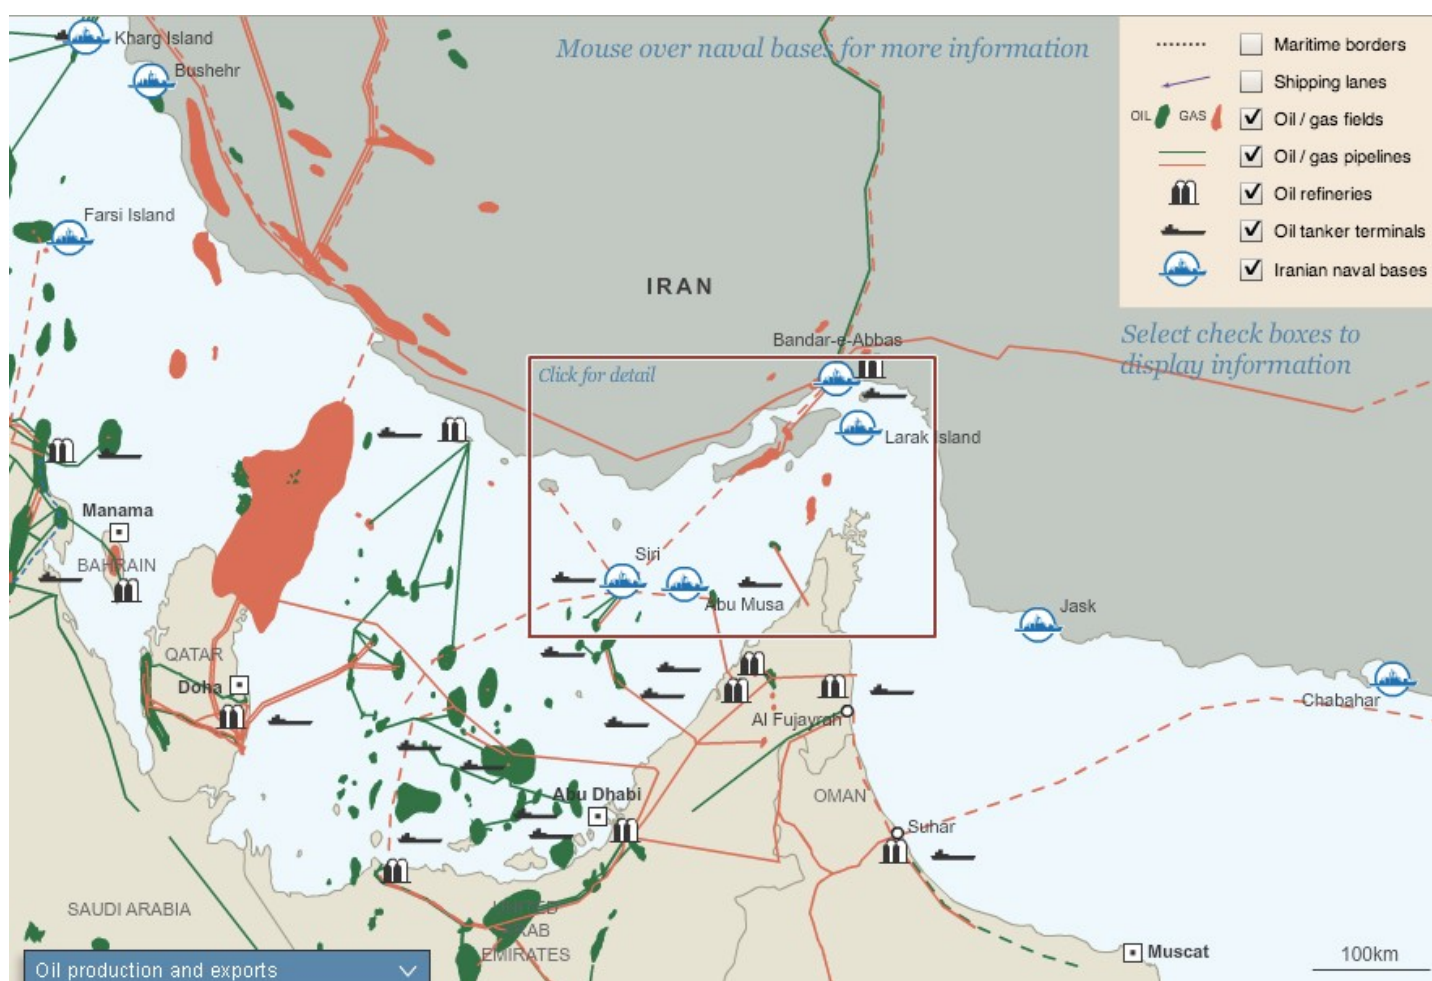 Kharg Island
Mouse over naval bases for more information
Bushehr
Maritime borders
Shipping lanes
OIL GAS Oil / gas fields
Oil / gas pipelines
Oil refineries
Oil tanker terminals
Iranian naval bases
Farsi Island
IRAN
Select check boxes to
display information
Bandar-e-Abbas
Click for detail
Larak Island
Manama
BAHRAIN
Siri
Abu Musa
Jask
QATAR
Doha
Chabahar
Al Fujayrah
Abu Dhabi
OMAN
Suhar
SAUDI ARABIA
UNITED
ARAB
EMIRATES
Muscat
100km
Oil production and exports